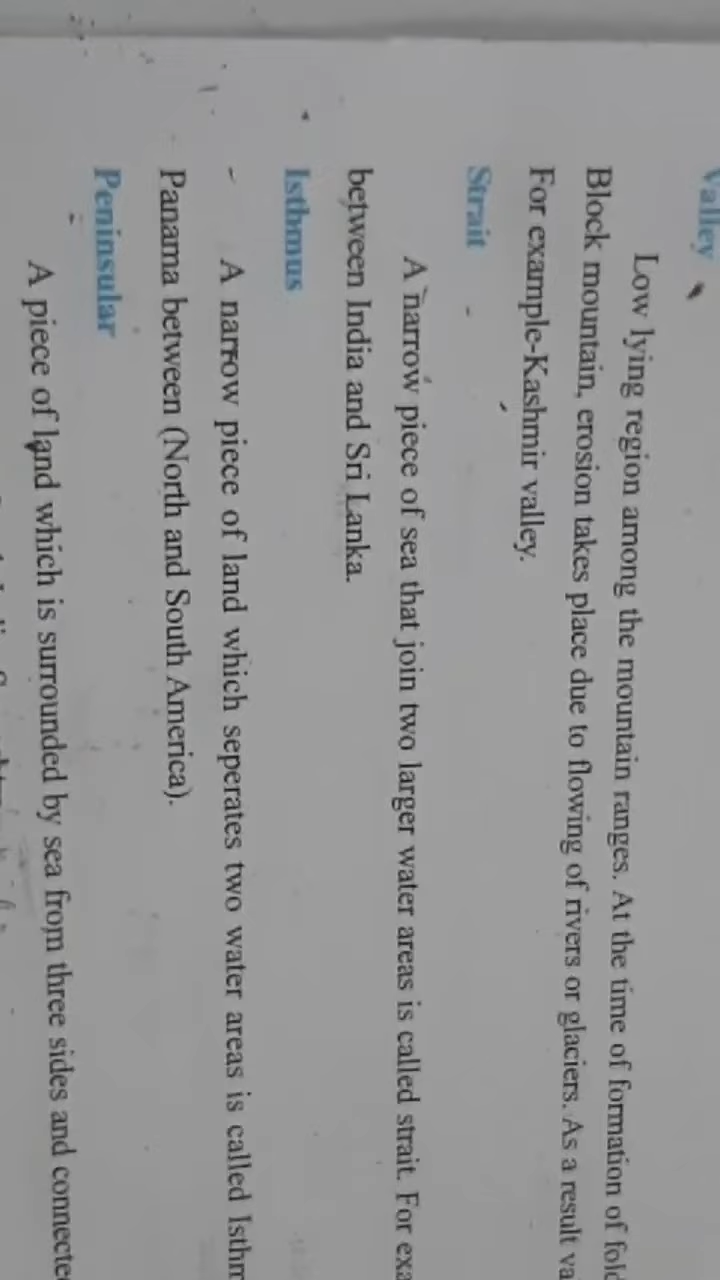 Valley
Low lying region among the mountain ranges. At the time of formation of fold
Block mountain, erosion takes place due to flowing of rivers or glaciers. As a result va
For example-Kashmir valley.
Strait
A narrow piece of sea that join two larger water areas is called strait. For exa
between India and Sri Lanka.
Isthmus
A narrow piece of land which seperates two water areas is called Isthm
Panama between (North and South America).
Peninsular
A piece of land which is surrounded by sea from three sides and connected